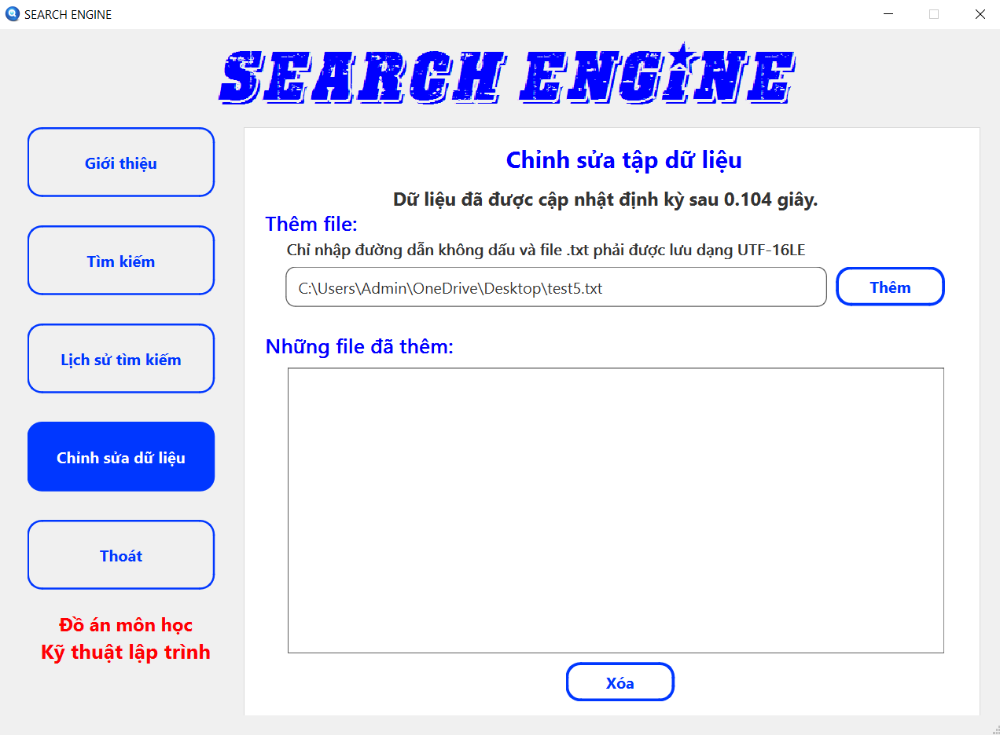 SEARCH ENGINE
SEARCH ENGINE
Giới thiệu
Tìm kiếm
Lịch sử tìm kiếm
Chỉnh sửa dữ liệu
Thoát
Đồ án môn học
Kỹ thuật lập trình
Chỉnh sửa tập dữ liệu
Dữ liệu đã được cập nhật định kỳ sau 0.104 giây.
Thêm file:
Chỉ nhập đường dẫn không dấu và file .txt phải được lưu dạng UTF-16LE
C:\Users\Admin\OneDrive\Desktop\test5.txt
Thêm
Những file đã thêm:
Xóa